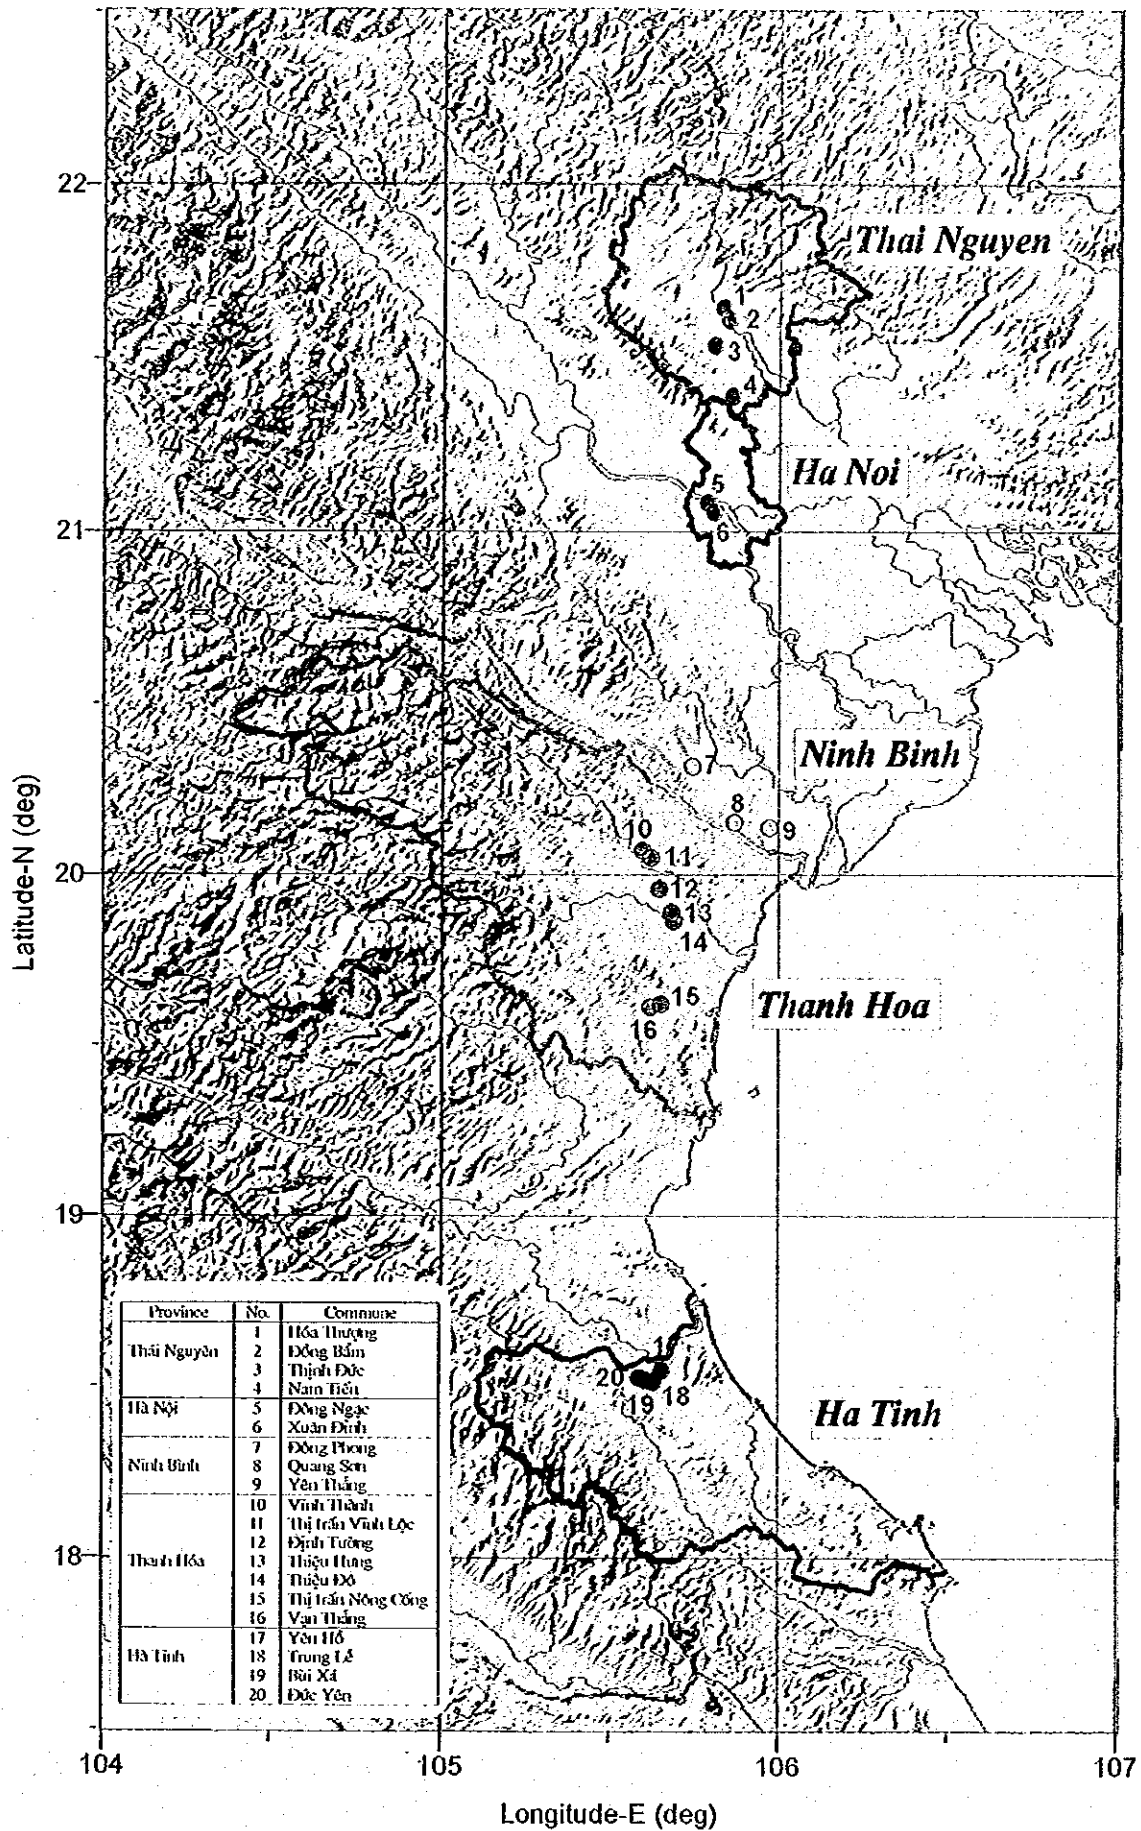 22
Thai Nguyen
1
2
3
4
Ha Noi
5
6
21
Ninh Binh
7
8
9
10
11
20
12
13
14
Thanh Hoa
15
16
19
Latitude-N (deg)
Province No. Commune
Thái Nguyên
1 Hóa Thượng
2 Đồng Bẩm
3 Thịnh Đức
4 Nam Tiến
Hà Nội
5 Đông Ngạc
6 Xuân Đỉnh
Ninh Bình
7 Đồng Phong
8 Quang Sơn
9 Yên Thắng
Thanh Hóa
10 Vĩnh Thành
11 Thị trấn Vĩnh Lộc
12 Định Tường
13 Thiệu Hưng
14 Thiệu Đô
15 Thị trấn Nông Cống
16 Vạn Thắng
Hà Tĩnh
17 Yên Hồ
18 Trung Lễ
19 Bùi Xá
20 Đức Yên
20
19
18
Ha Tinh
18
104
105
106
107
Longitude-E (deg)